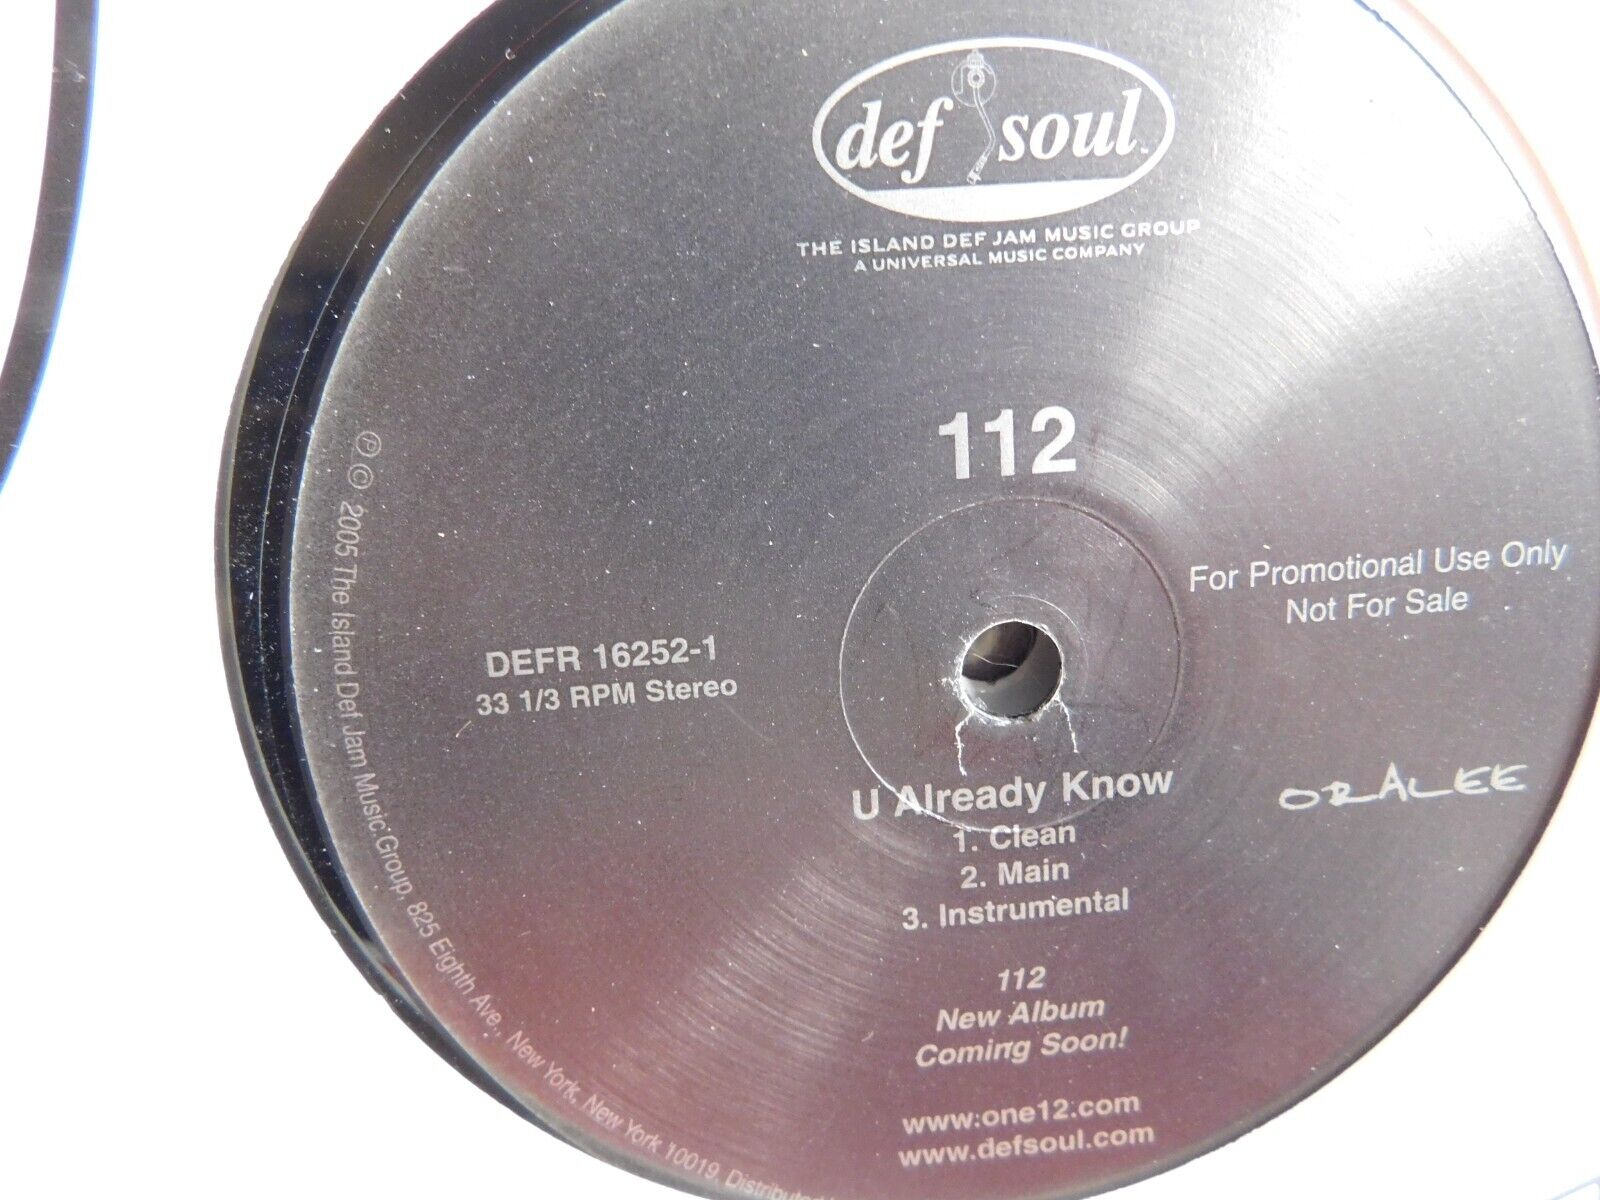 def soul
THE ISLAND DEF JAM MUSIC GROUP
A UNIVERSAL MUSIC COMPANY
112
For Promotional Use Only
Not For Sale
DEFR 16252-1
33 1/3 RPM Stereo
U Already Know
1. Clean
2. Main
3. Instrumental
ORALEE
112
New Album
Coming Soon!
www.one12.com
www.defsoul.com
℗ © 2005 The Island Def Jam Music Group, 825 Eighth Ave., New York, New York 10019. Distributed